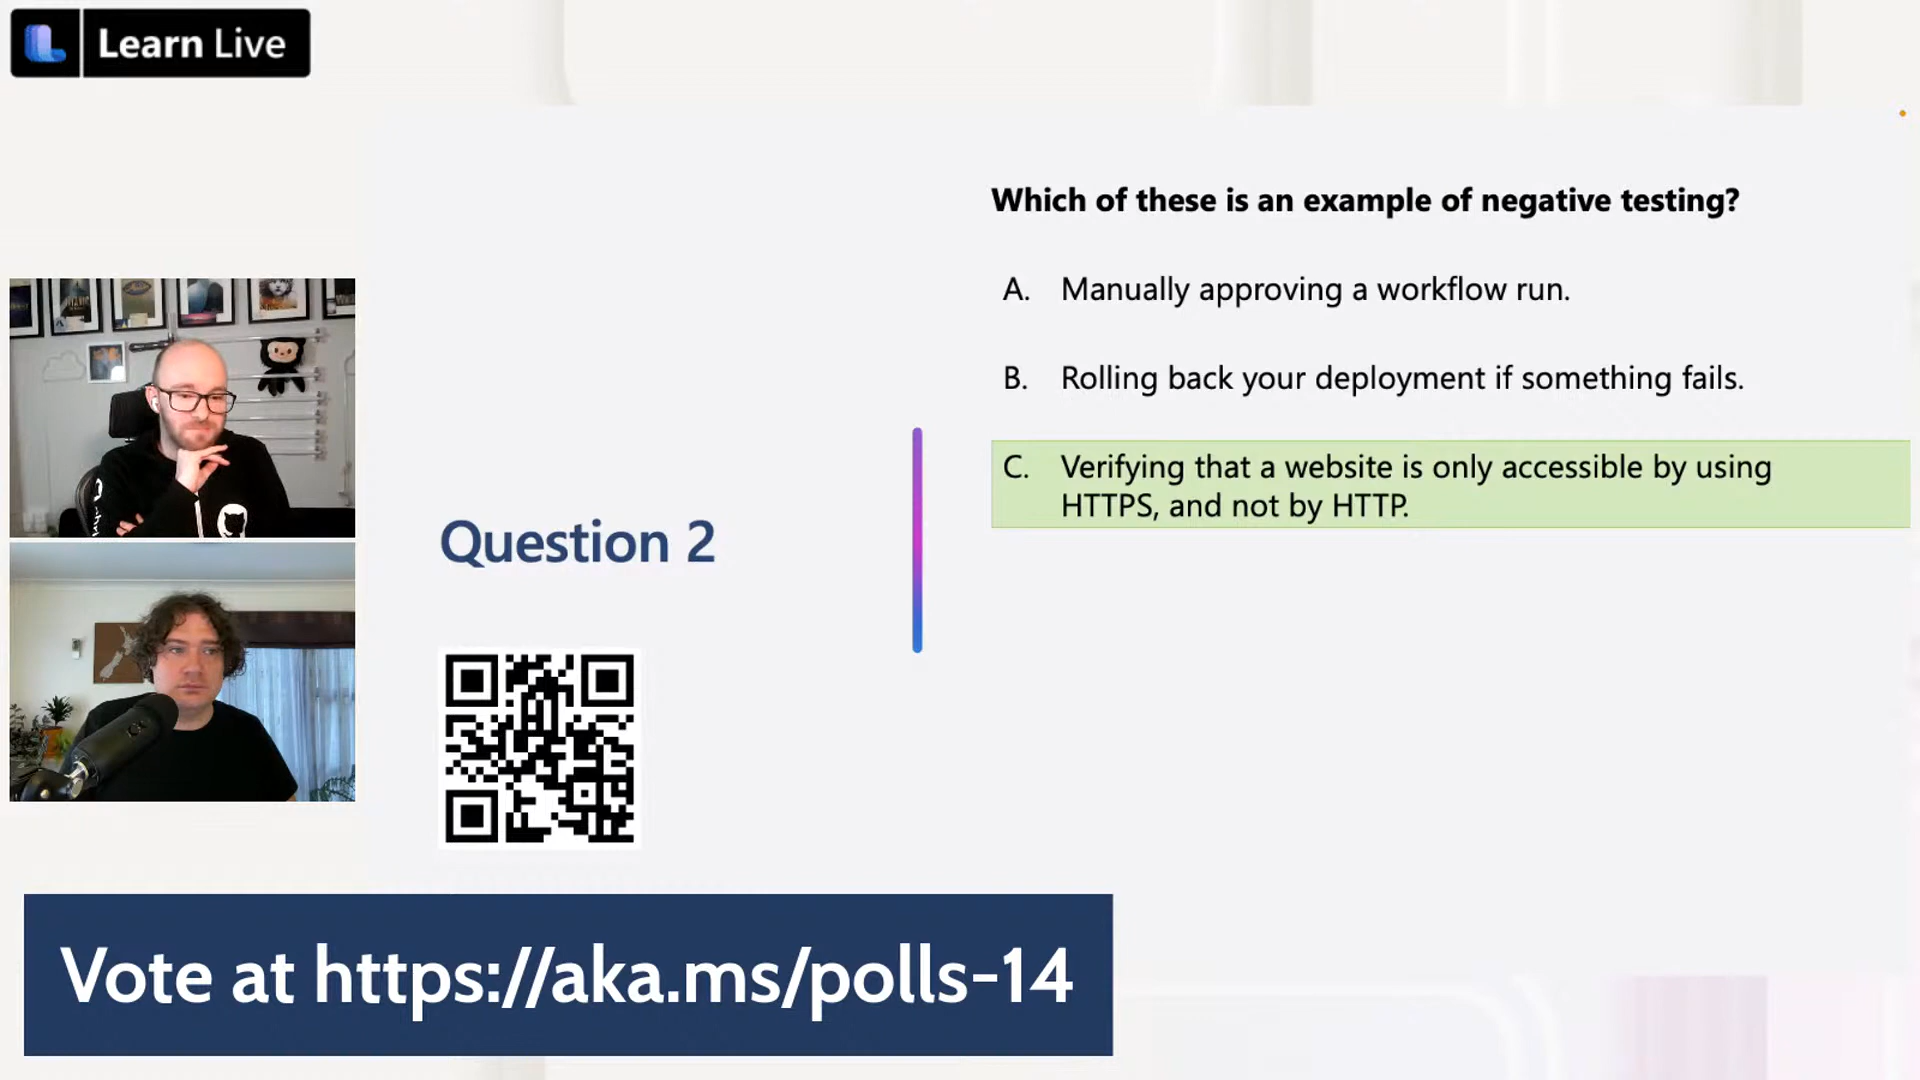 Learn Live
Which of these is an example of negative testing?
A. Manually approving a workflow run.
B. Rolling back your deployment if something fails.
C. Verifying that a website is only accessible by using
HTTPS, and not by HTTP.
Question 2
Vote at https://aka.ms/polls-14